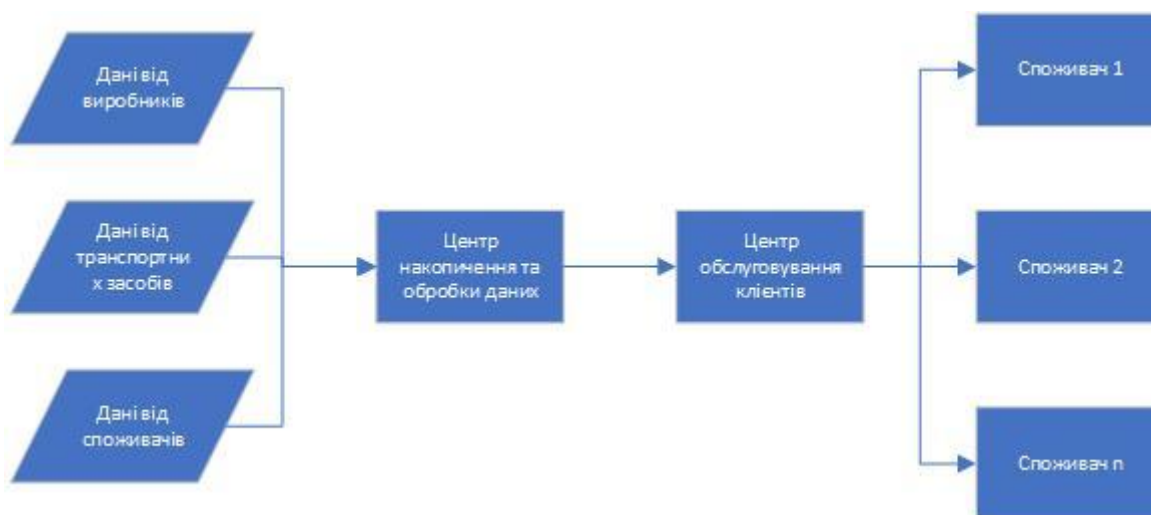 Дані від
виробників
Дані від
транспортни
х засобів
Дані від
споживачів
Центр
накопичення та
обробки даних
Центр
обслуговування
клієнтів
Споживач 1
Споживач 2
Споживач n